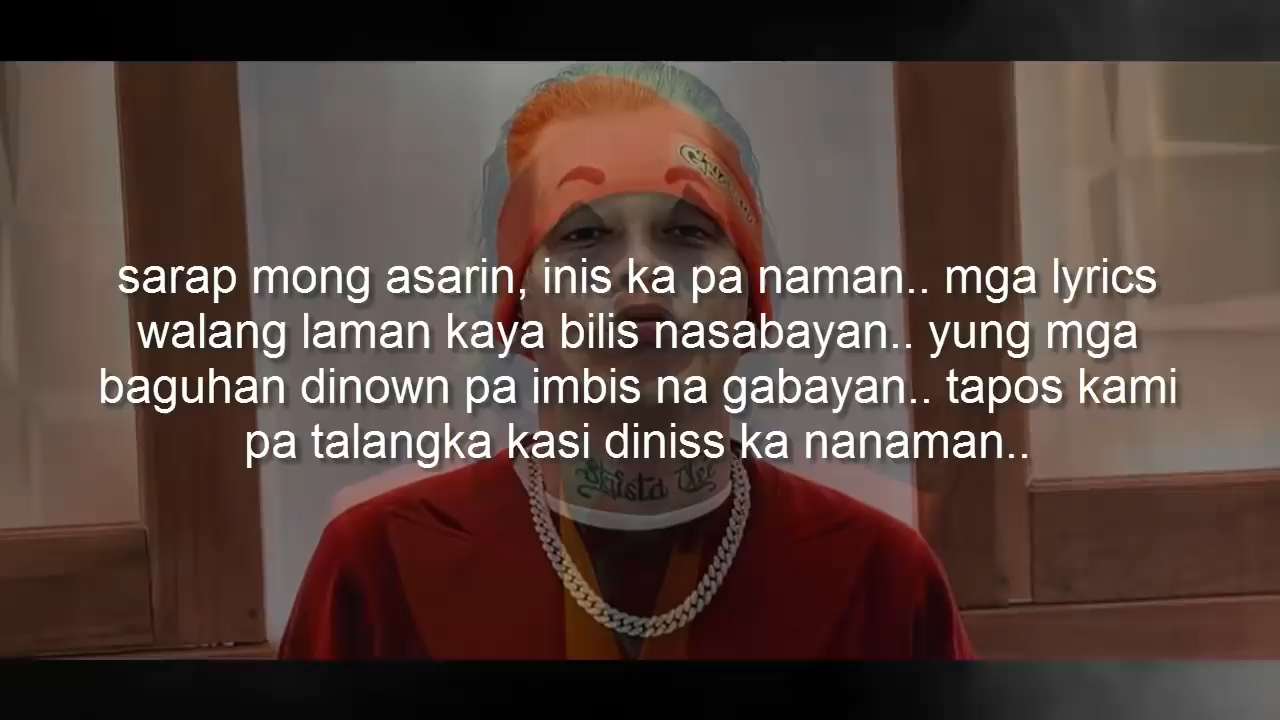 sarap mong asarin, inis ka pa naman.. mga lyrics
walang laman kaya bilis nasabayan.. yung mga
baguhan dinown pa imbis na gabayan.. tapos kami
pa talangka kasi diniss ka nanaman..